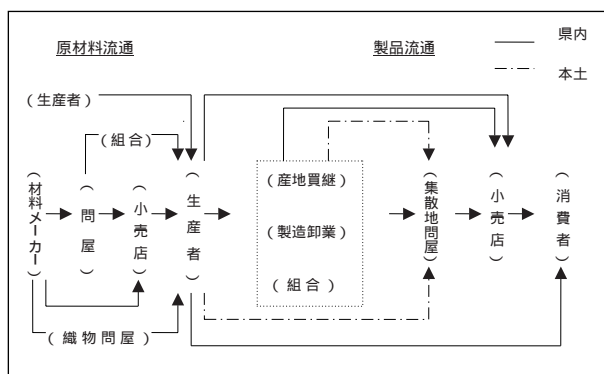 原材料流通
製品流通
県内
本土
（生産者）
（組合）
（材料メーカー）
（問屋）
（小売店）
（生産者）
（織物問屋）
（産地買継）
（製造卸業）
（組合）
（集散地問屋）
（小売店）
（消費者）